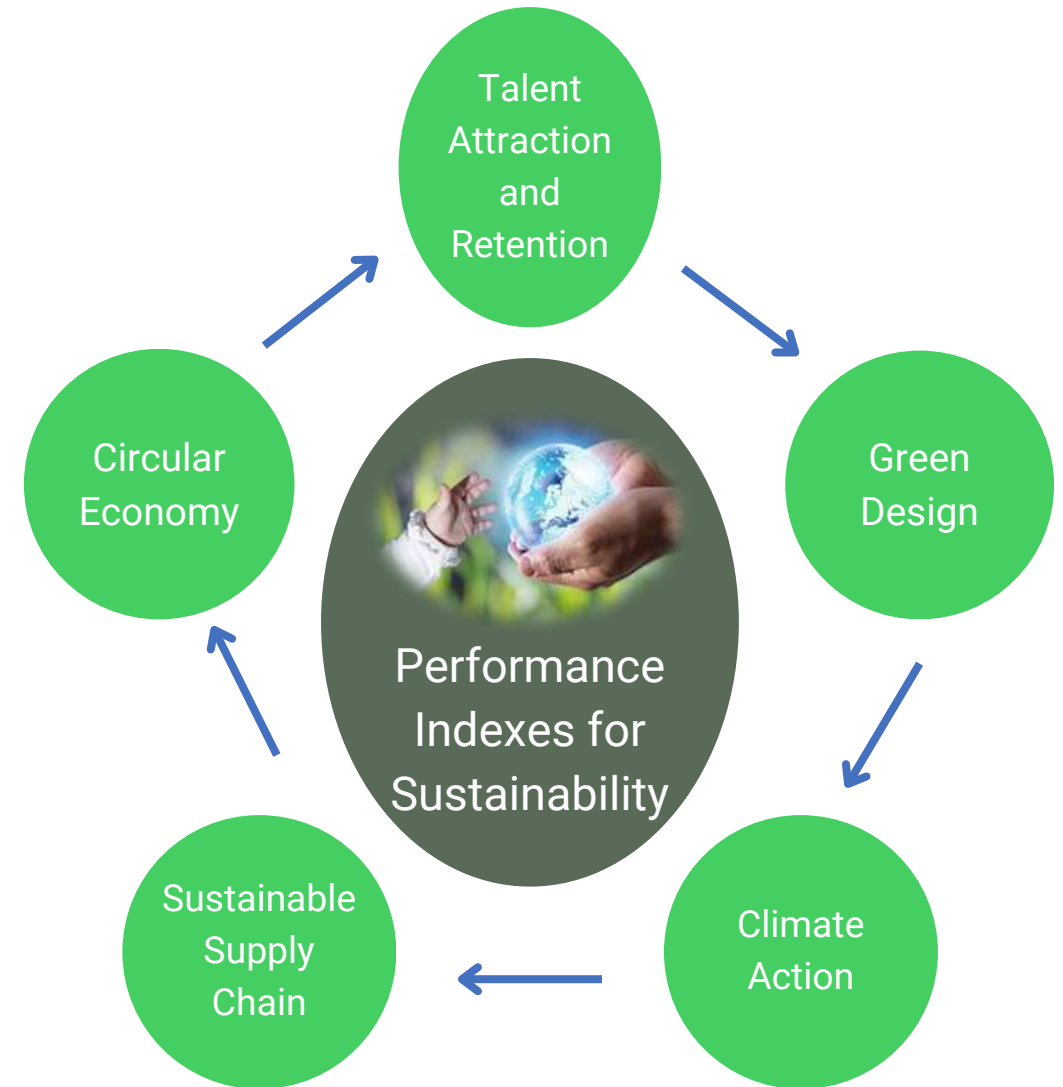 Talent
Attraction
and
Retention
Green
Design
Climate
Action
Sustainable
Supply
Chain
Circular
Economy
Performance
Indexes for
Sustainability